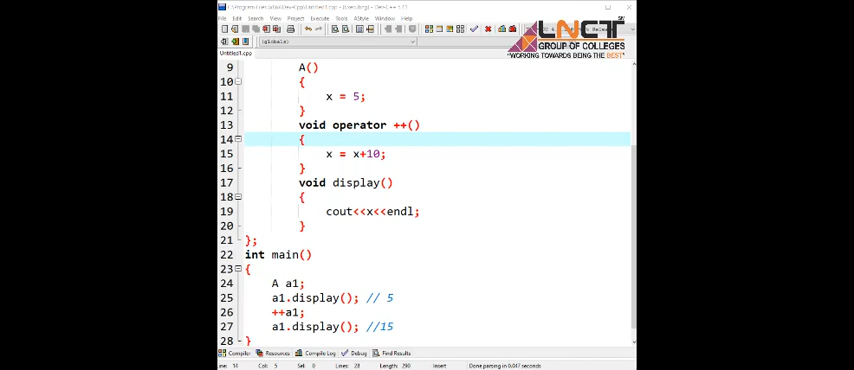 File Edit Search View Project Execute Tools AStyle Window Help
LNCT
GROUP OF COLLEGES
"WORKING TOWARDS BEING THE BEST"
(globals)
Untitled1.cpp
9 A()
10 {
11 x = 5;
12 }
13 void operator ++()
14 {
15 x = x+10;
16 }
17 void display()
18 {
19 cout<<x<<endl;
20 }
21 };
22 int main()
23 {
24 A a1;
25 a1.display(); // 5
26 ++a1;
27 a1.display(); //15
28 }
Compiler Resources Compile Log Debug Find Results
Line: 14 Col: 5 Sel: 0 Lines: 28 Length: 290 Insert Done parsing in 0.047 seconds